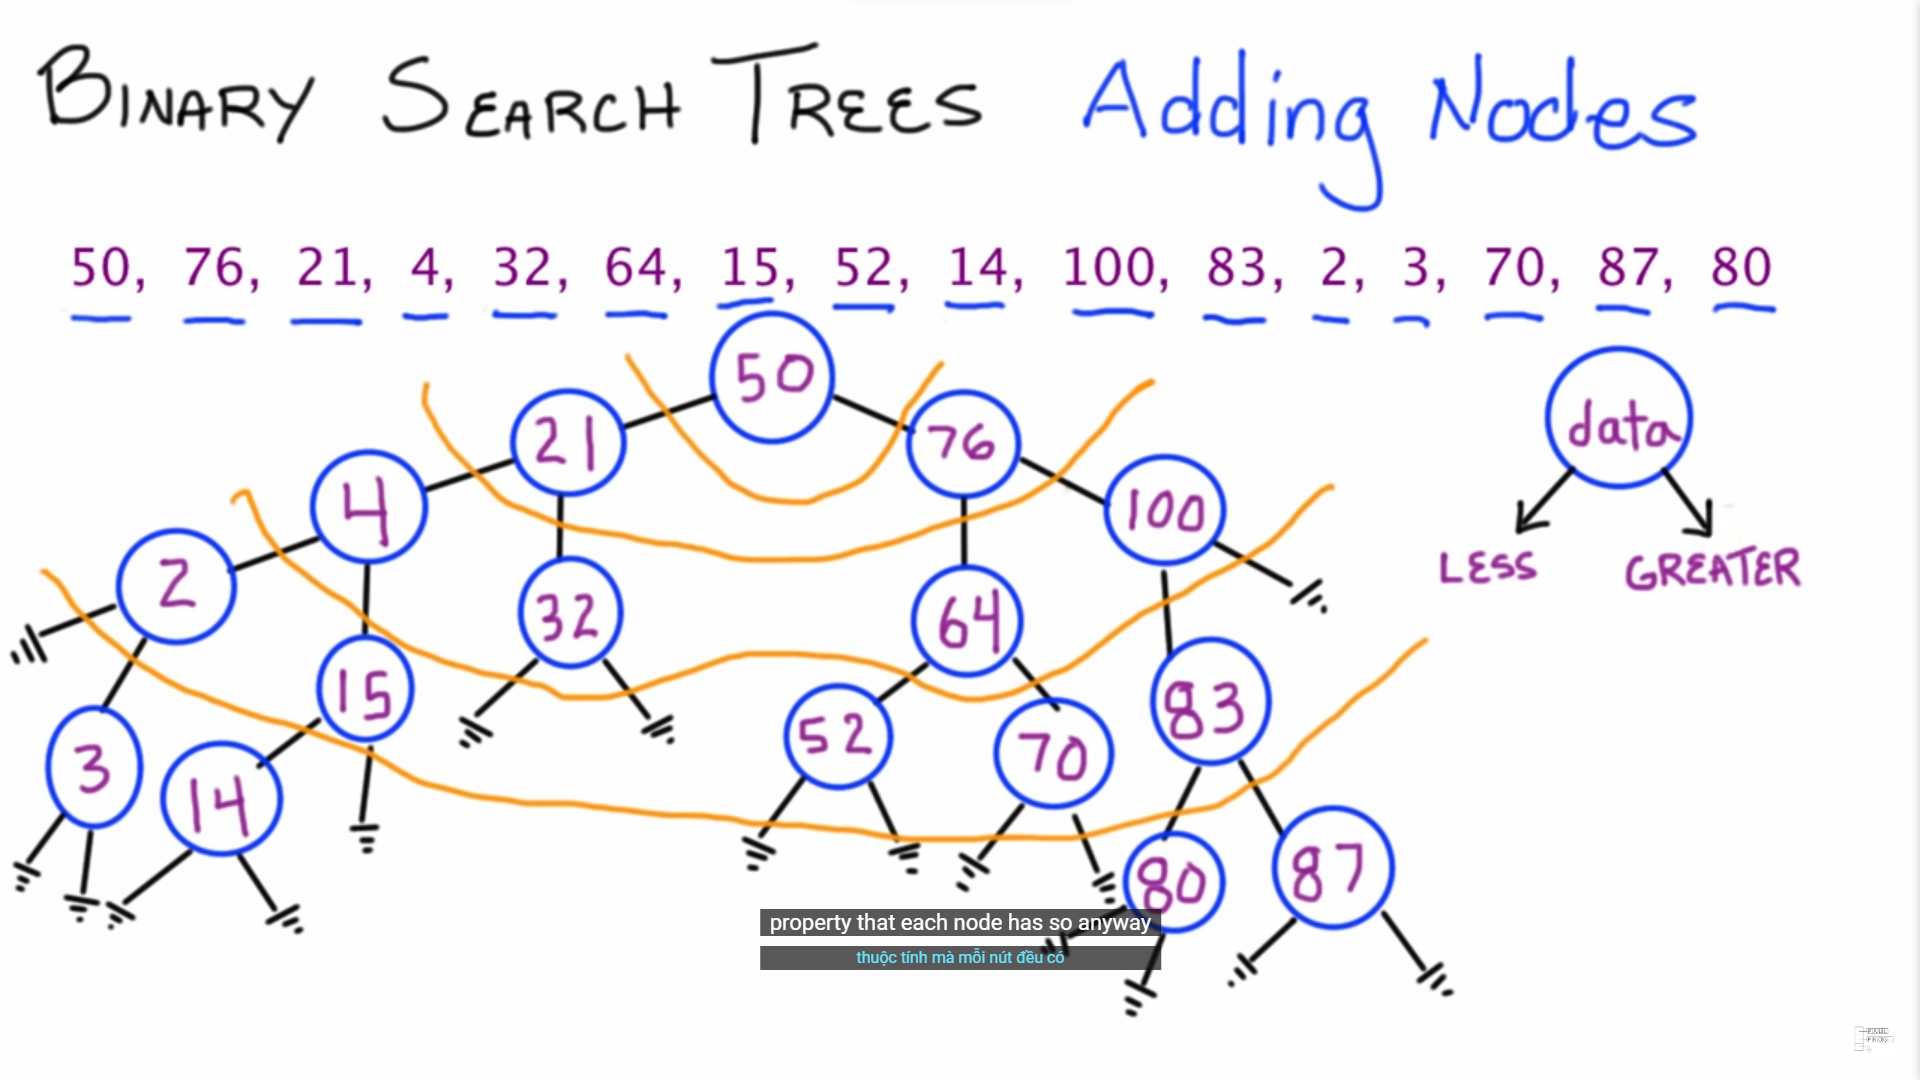 BINARY SEARCH TREES Adding Nodes
50, 76, 21, 4, 32, 64, 15, 52, 14, 100, 83, 2, 3, 70, 87, 80
50
21
76
4
100
data
2
32
64
LESS
GREATER
15
83
3
14
52
70
80
87
property that each node has so anyway
thuộc tính mà mỗi nút đều có